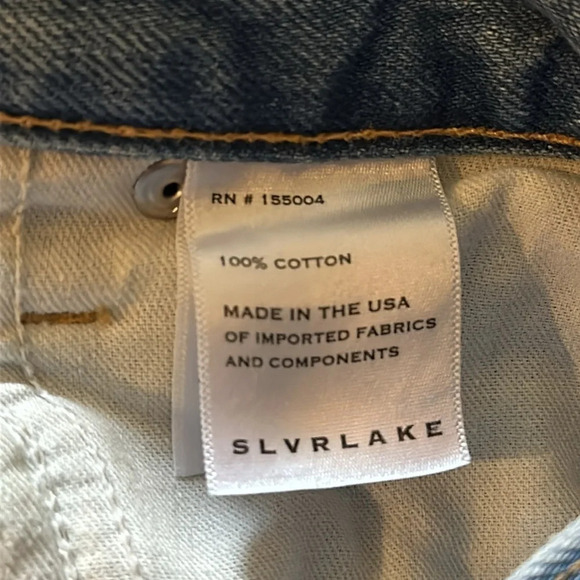 RN # 155004
100% COTTON
MADE IN THE USA
OF IMPORTED FABRICS
AND COMPONENTS
SLVRLAKE